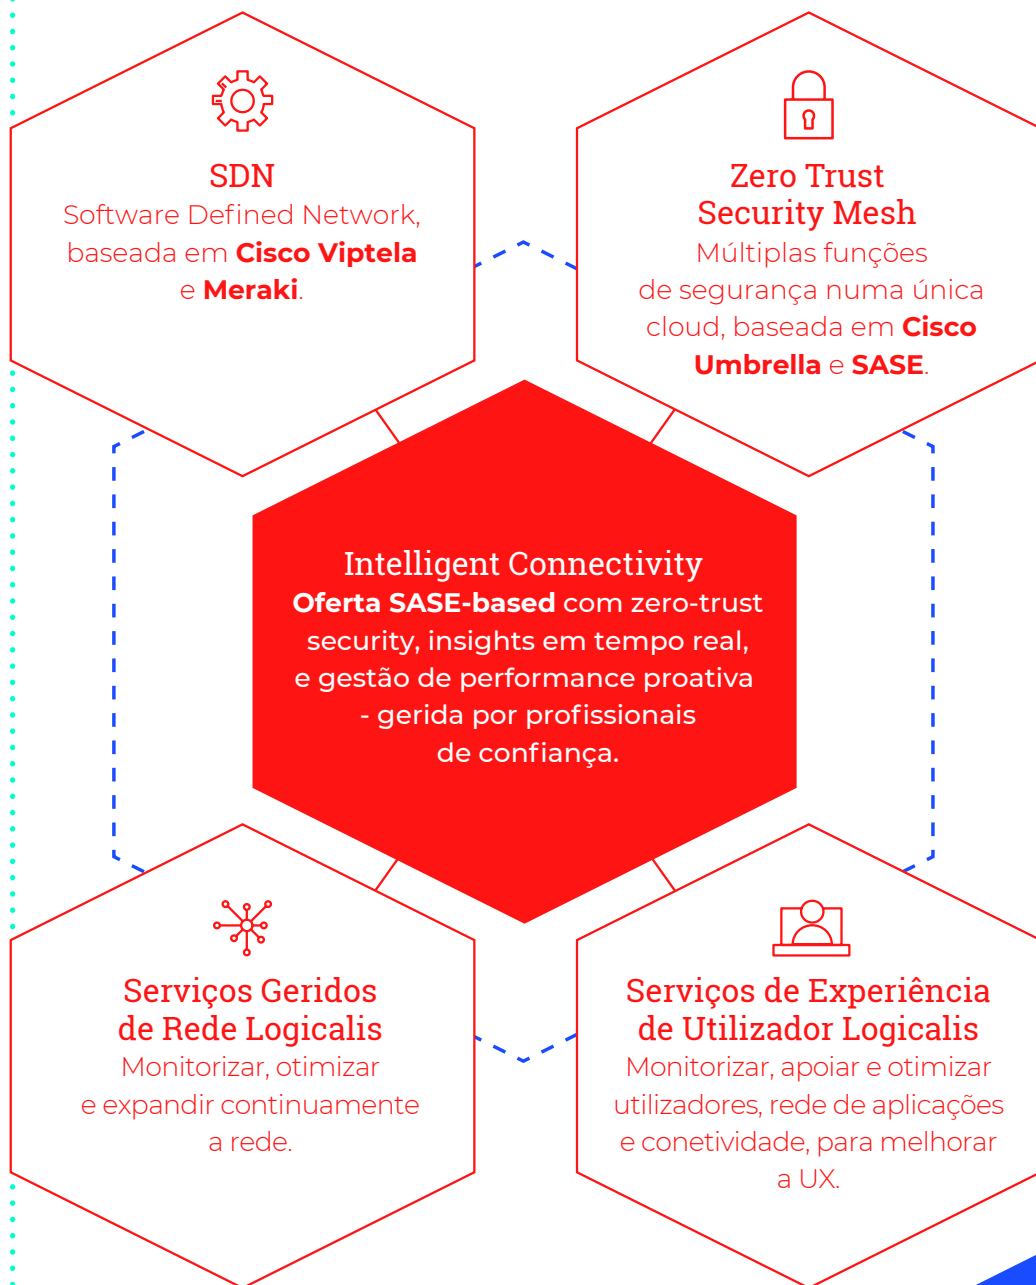 SDN
Software Defined Network,
baseada em Cisco Viptela
e Meraki.
Zero Trust
Security Mesh
Múltiplas funções
de segurança numa única
cloud, baseada em Cisco
Umbrella e SASE.
Intelligent Connectivity
Oferta SASE-based com zero-trust
security, insights em tempo real,
e gestão de performance proativa
- gerida por profissionais
de confiança.
Serviços Geridos
de Rede Logicalis
Monitorizar, otimizar
e expandir continuamente
a rede.
Serviços de Experiência
de Utilizador Logicalis
Monitorizar, apoiar e otimizar
utilizadores, rede de aplicações
e conetividade, para melhorar
a UX.